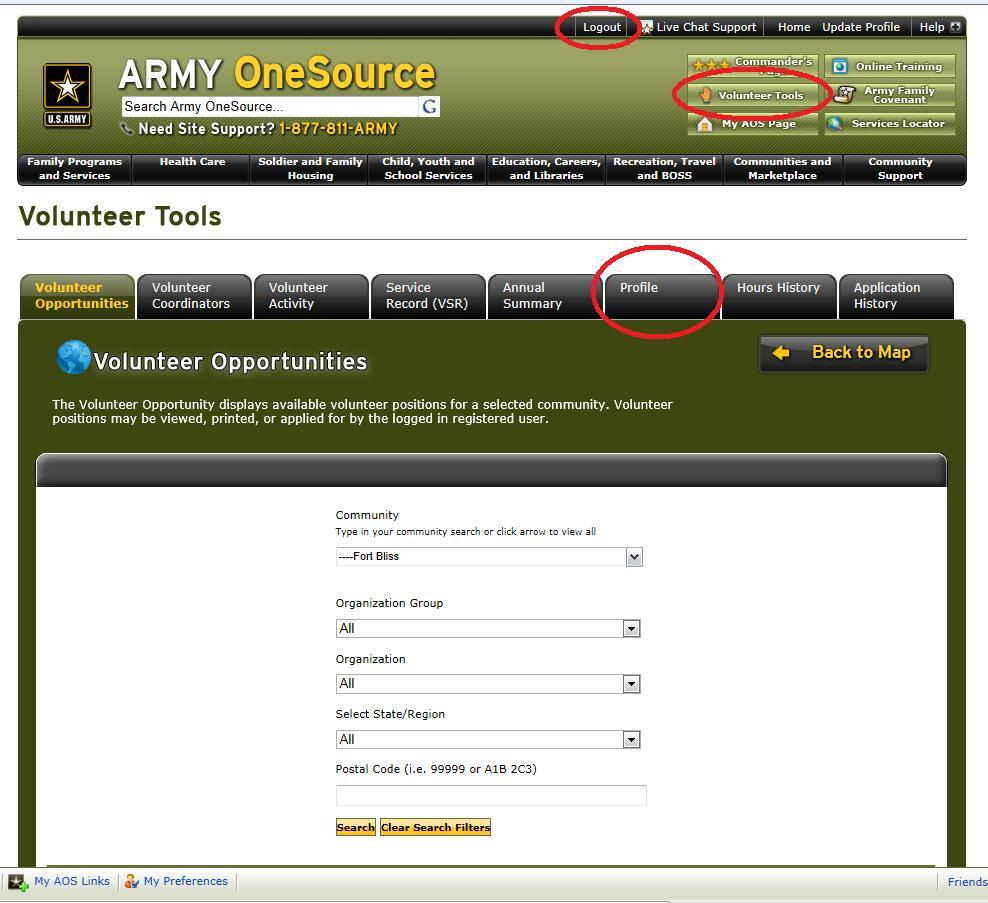 Logout Live Chat Support Home Update Profile Help
U.S.ARMY
ARMY OneSource
Search Army OneSource... G
Need Site Support? 1-877-811-ARMY
Commander's
Online Training
Volunteer Tools
Army Family
Covenant
My AOS Page
Services Locator
Family Programs
and Services
Health Care
Soldier and Family
Housing
Child, Youth and
School Services
Education, Careers,
and Libraries
Recreation, Travel
and BOSS
Communities and
Marketplace
Community
Support
Volunteer Tools
Volunteer
Opportunities
Volunteer
Coordinators
Volunteer
Activity
Service
Record (VSR)
Annual
Summary
Profile
Hours History
Application
History
Volunteer Opportunities
Back to Map
The Volunteer Opportunity displays available volunteer positions for a selected community. Volunteer
positions may be viewed, printed, or applied for by the logged in registered user.
Community
Type in your community search or click arrow to view all
----Fort Bliss
Organization Group
All
Organization
All
Select State/Region
All
Postal Code (i.e. 99999 or A1B 2C3)
Search Clear Search Filters
My AOS Links My Preferences Friends